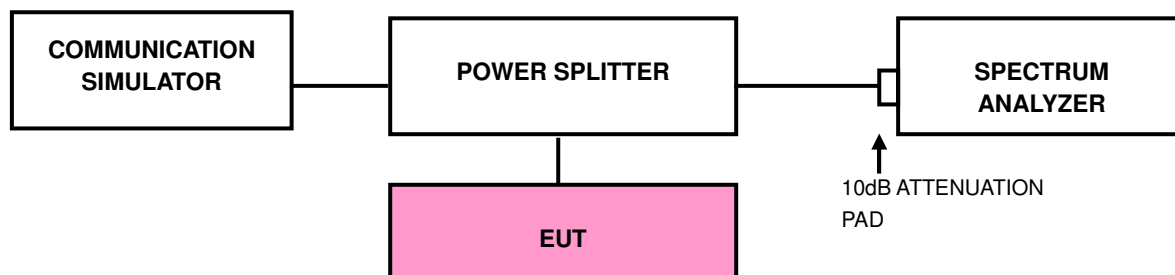 COMMUNICATION
SIMULATOR
POWER SPLITTER
SPECTRUM
ANALYZER
10dB ATTENUATION
PAD
EUT